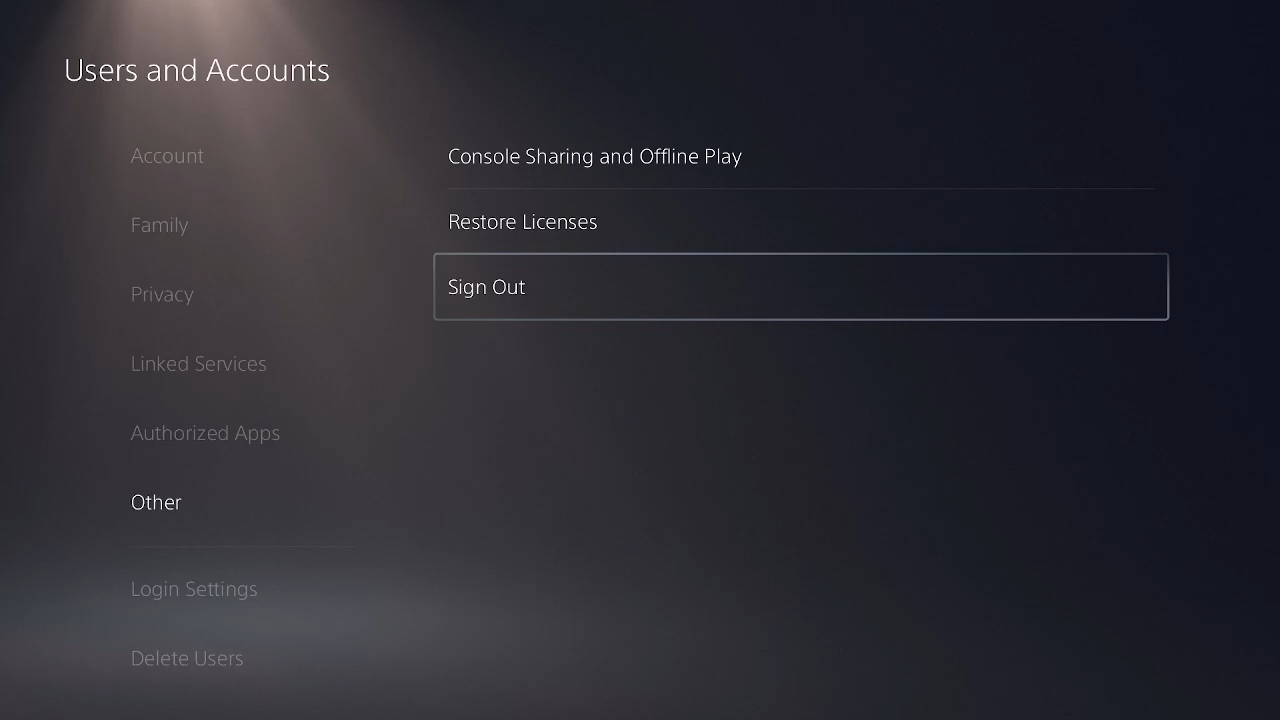 Users and Accounts
Account
Family
Privacy
Linked Services
Authorized Apps
Other
Login Settings
Delete Users
Console Sharing and Offline Play
Restore Licenses
Sign Out